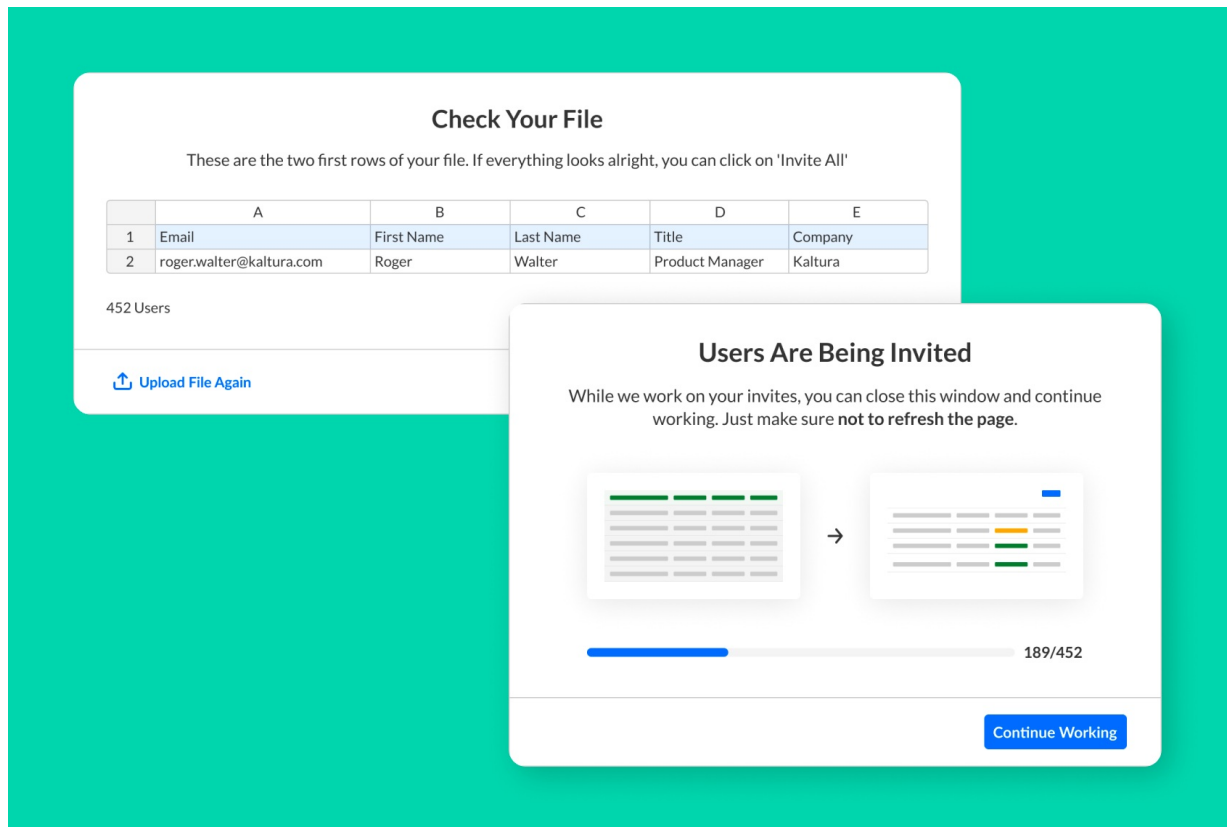 Check Your File
These are the two first rows of your file. If everything looks alright, you can click on 'Invite All'
A B C D E
1 Email First Name Last Name Title Company
2 roger.walter@kaltura.com Roger Walter Product Manager Kaltura
452 Users
Upload File Again
Users Are Being Invited
While we work on your invites, you can close this window and continue
working. Just make sure not to refresh the page.
189/452
Continue Working